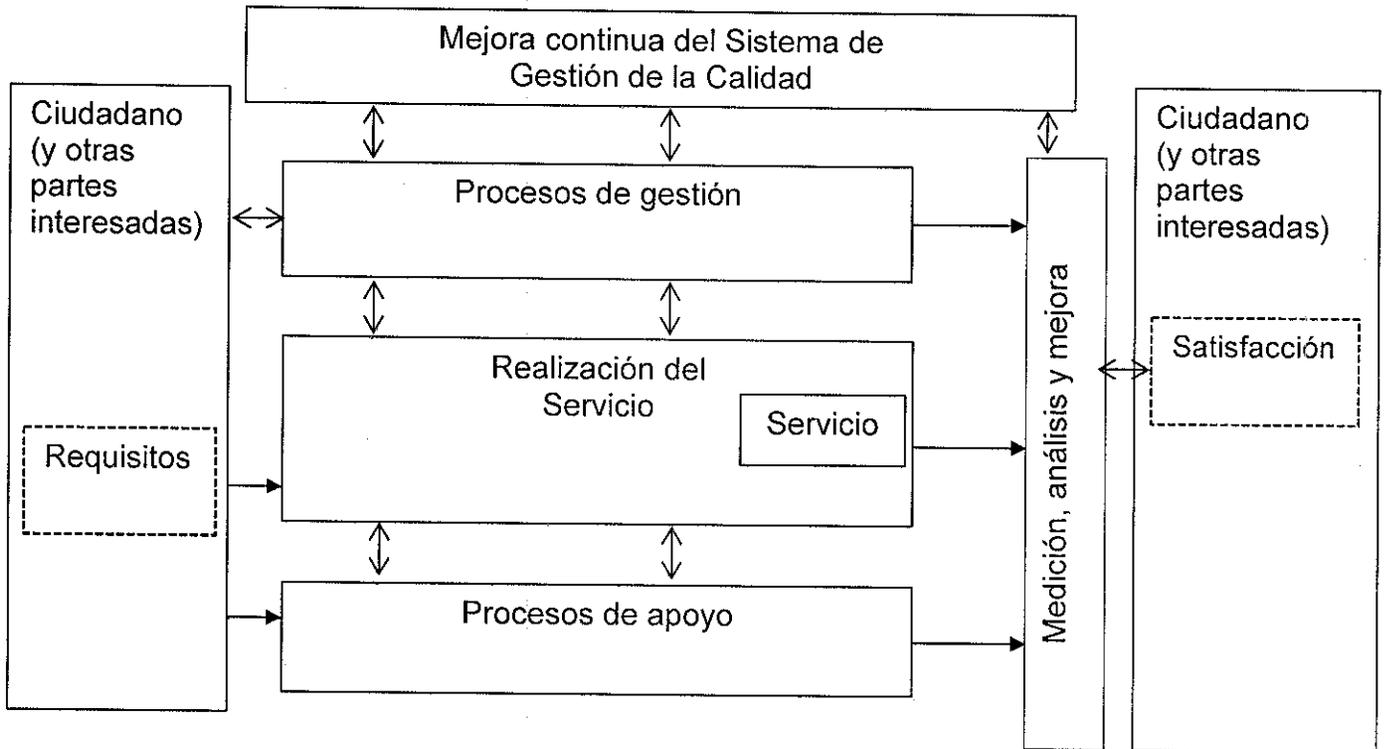 Mejora continua del Sistema de
Gestión de la Calidad
Ciudadano
(y otras
partes
interesadas)
Requisitos
Procesos de gestión
Realización del
Servicio
Servicio
Procesos de apoyo
Medición, análisis y mejora
Ciudadano
(y otras
partes
interesadas)
Satisfacción